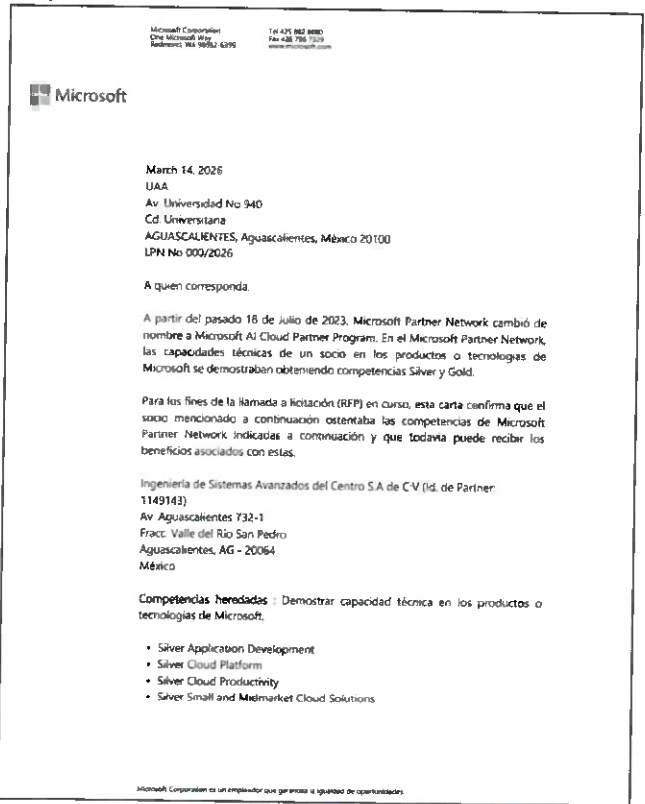 Microsoft Corporation
One Microsoft Way
Redmond, WA 98052-6399
Tel 425 882 8080
Fax 425 706 7329
www.microsoft.com
Microsoft
March 14, 2026
UAA
Av. Universidad No 940
Cd. Universitaria
AGUASCALIENTES, Aguascalientes, México 20100
LPN No 000/2026
A quien corresponda.
A partir del pasado 18 de Julio de 2023, Microsoft Partner Network cambió de
nombre a Microsoft AI Cloud Partner Program. En el Microsoft Partner Network,
las capacidades técnicas de un socio en los productos o tecnologías de
Microsoft se demostraban obteniendo competencias Silver y Gold.
Para los fines de la llamada a licitación (RFP) en curso, esta carta confirma que el
socio mencionado a continuación ostentaba las competencias de Microsoft
Partner Network indicadas a continuación y que todavía puede recibir los
beneficios asociados con estas.
Ingeniería de Sistemas Avanzados del Centro S.A de C.V (Id. de Partner:
1149143)
Av Aguascalientes 732-1
Fracc. Valle del Rio San Pedro
Aguascalientes, AG - 20064
México
Competencias heredadas : Demostrar capacidad técnica en los productos o
tecnologías de Microsoft.
• Silver Application Development
• Silver Cloud Platform
• Silver Cloud Productivity
• Silver Small and Midmarket Cloud Solutions
Microsoft Corporation es un empleador que garantiza la igualdad de oportunidades.